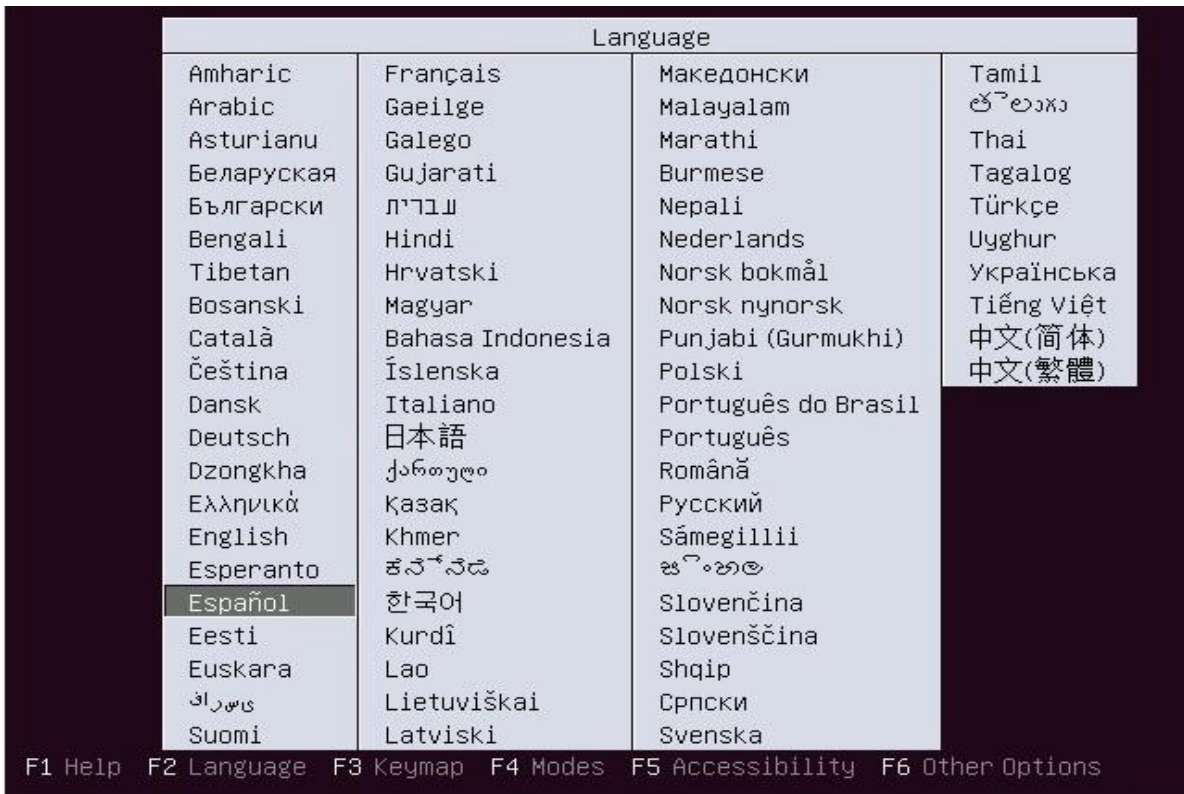 Language
Amharic
Arabic
Asturianu
Беларуская
Български
Bengali
Tibetan
Bosanski
Català
Čeština
Dansk
Deutsch
Dzongkha
Ελληνικά
English
Esperanto
Español
Eesti
Euskara
فارسی
Suomi
Français
Gaeilge
Galego
Gujarati
עברית
Hindi
Hrvatski
Magyar
Bahasa Indonesia
Íslenska
Italiano
日本語
ქართული
Қазақ
Khmer
ಕನ್ನಡ
한국어
Kurdî
Lao
Lietuviškai
Latviski
Македонски
Malayalam
Marathi
Burmese
Nepali
Nederlands
Norsk bokmål
Norsk nynorsk
Punjabi (Gurmukhi)
Polski
Português do Brasil
Português
Română
Русский
Sámegillii
සිංහල
Slovenčina
Slovenščina
Shqip
Српски
Svenska
Tamil
తెలుగు
Thai
Tagalog
Türkçe
Uyghur
Українська
Tiếng Việt
中文(简体)
中文(繁體)
F1 Help F2 Language F3 Keymap F4 Modes F5 Accessibility F6 Other Options